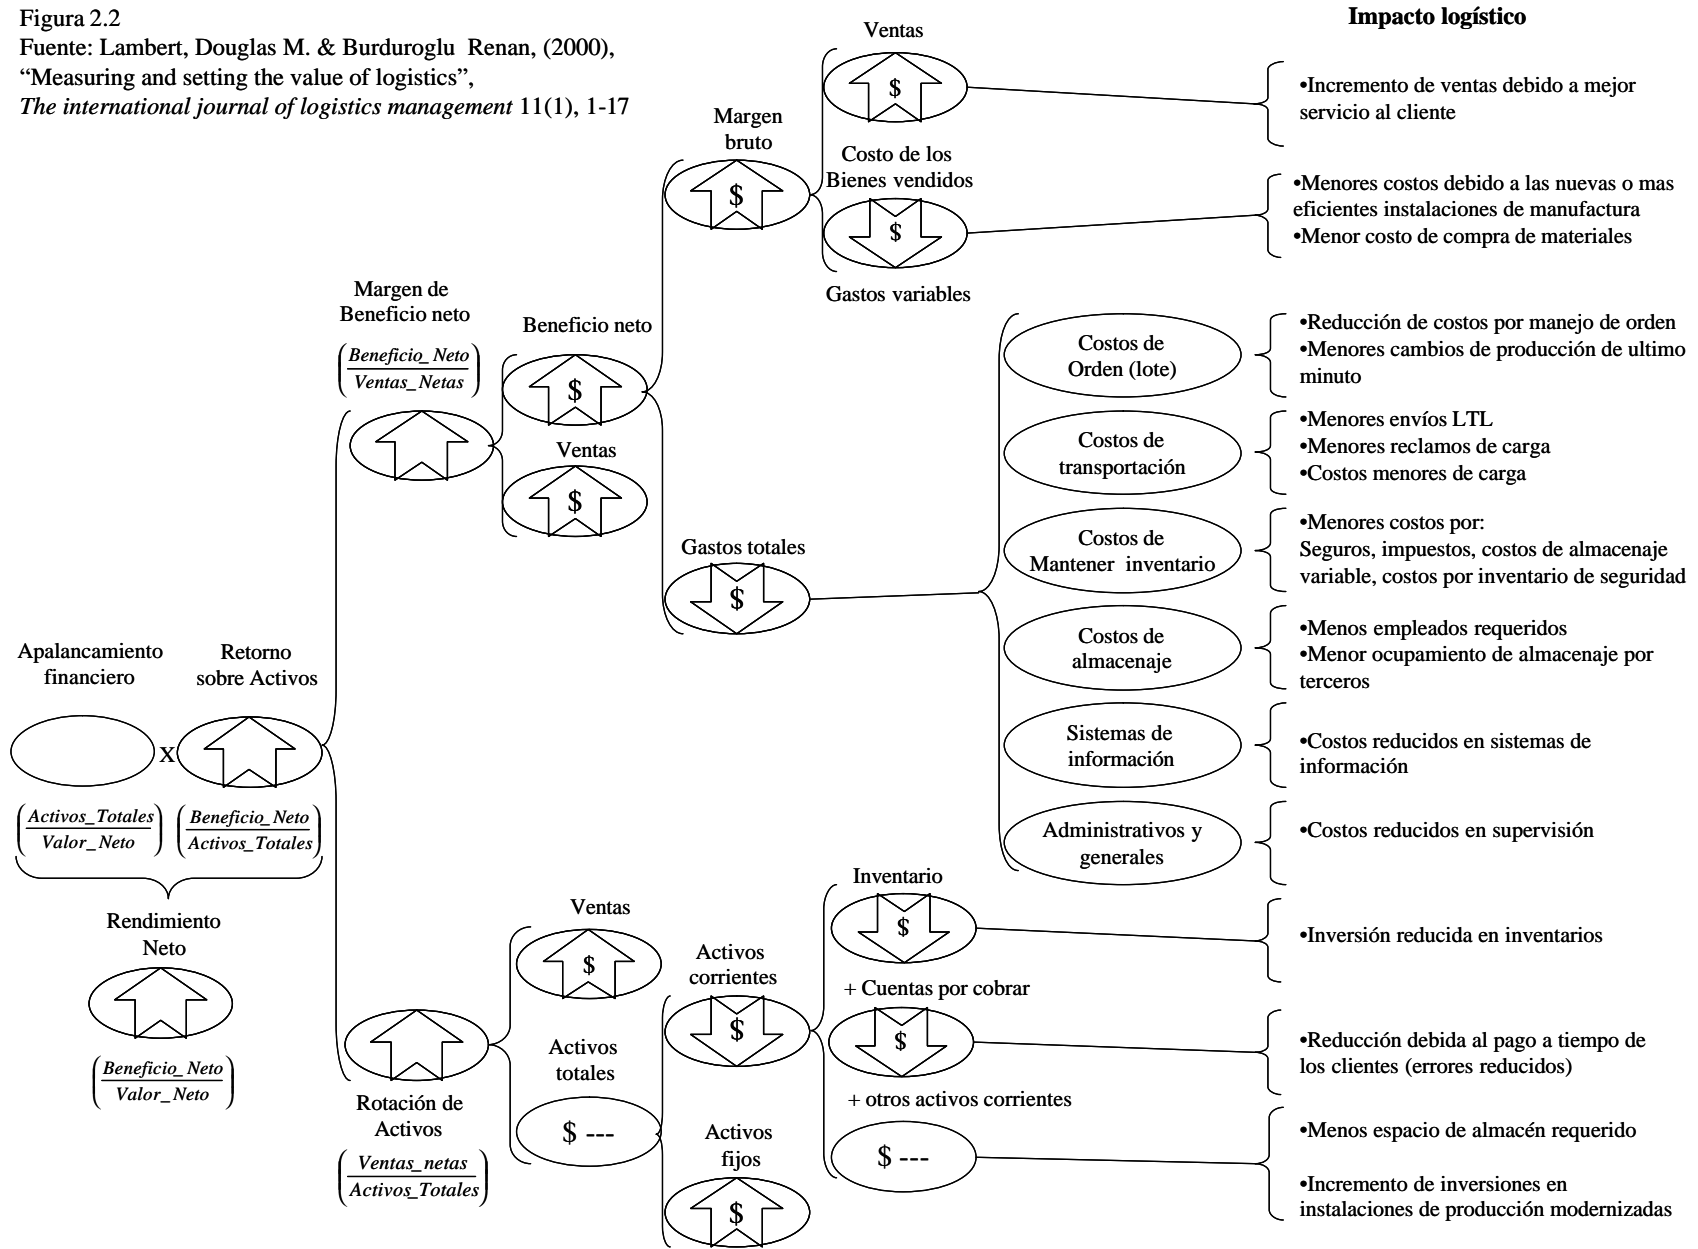 Figura 2.2
Fuente: Lambert, Douglas M. & Burduroglu Renan, (2000),
“Measuring and setting the value of logistics”,
The international journal of logistics management 11(1), 1-17
Impacto logístico
Ventas
$
•Incremento de ventas debido a mejor
servicio al cliente
Margen
bruto
$
Costo de los
Bienes vendidos
$
•Menores costos debido a las nuevas o mas
eficientes instalaciones de manufactura
•Menor costo de compra de materiales
Gastos variables
Margen de
Beneficio neto
(Beneficio_Neto
Ventas_Netas)
Beneficio neto
$
Ventas
$
Gastos totales
$
Costos de
Orden (lote)
•Reducción de costos por manejo de orden
•Menores cambios de producción de ultimo
minuto
Costos de
transportación
•Menores envíos LTL
•Menores reclamos de carga
•Costos menores de carga
Costos de
Mantener inventario
•Menores costos por:
Seguros, impuestos, costos de almacenaje
variable, costos por inventario de seguridad
Costos de
almacenaje
•Menos empleados requeridos
•Menor ocupamiento de almacenaje por
terceros
Sistemas de
información
•Costos reducidos en sistemas de
información
Administrativos y
generales
•Costos reducidos en supervisión
Apalancamiento
financiero
X
Retorno
sobre Activos
(Activos_Totales
Valor_Neto)
(Beneficio_Neto
Activos_Totales)
Rendimiento
Neto
(Beneficio_Neto
Valor_Neto)
Rotación de
Activos
(Ventas_netas
Activos_Totales)
Ventas
$
Activos
totales
$ ---
Activos
corrientes
$
Activos
fijos
$
Inventario
$
•Inversión reducida en inventarios
+ Cuentas por cobrar
$
•Reducción debida al pago a tiempo de
los clientes (errores reducidos)
+ otros activos corrientes
$ ---
•Menos espacio de almacén requerido
•Incremento de inversiones en
instalaciones de producción modernizadas